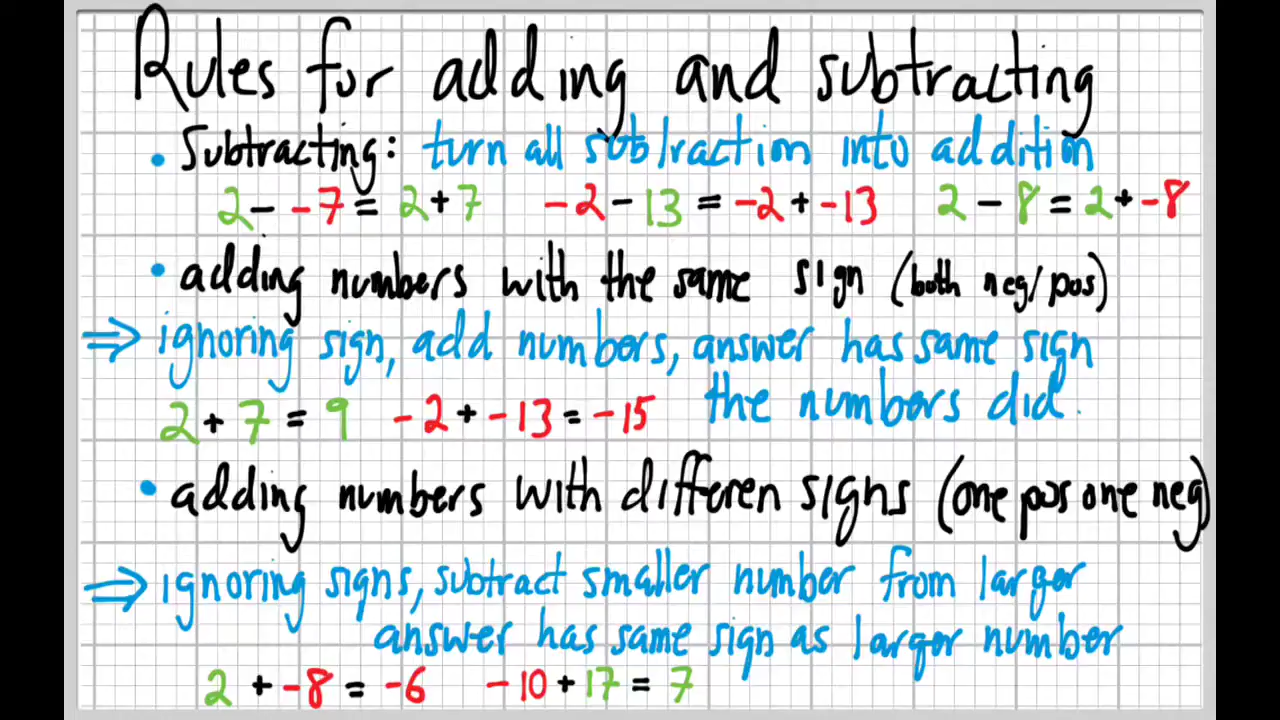 Rules for adding and subtracting
• Subtracting: turn all subtraction into addition
2 - -7 = 2 + 7   -2 - 13 = -2 + -13   2 - 8 = 2 + -8
• adding numbers with the same sign (both neg/pos)
⇒ ignoring sign, add numbers, answer has same sign
2 + 7 = 9   -2 + -13 = -15   the numbers did.
• adding numbers with differen signs (one pos one neg)
⇒ ignoring signs, subtract smaller number from larger
answer has same sign as larger number
2 + -8 = -6   -10 + 17 = 7